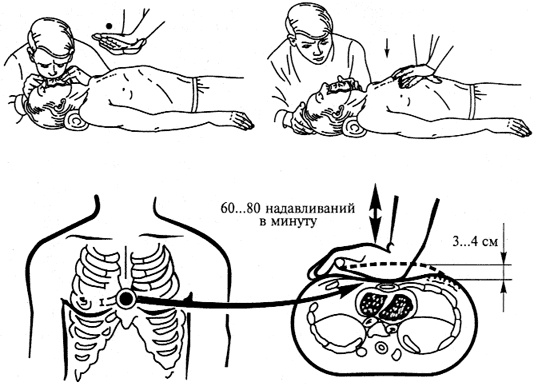 60...80 надавливаний
в минуту
3...4 см